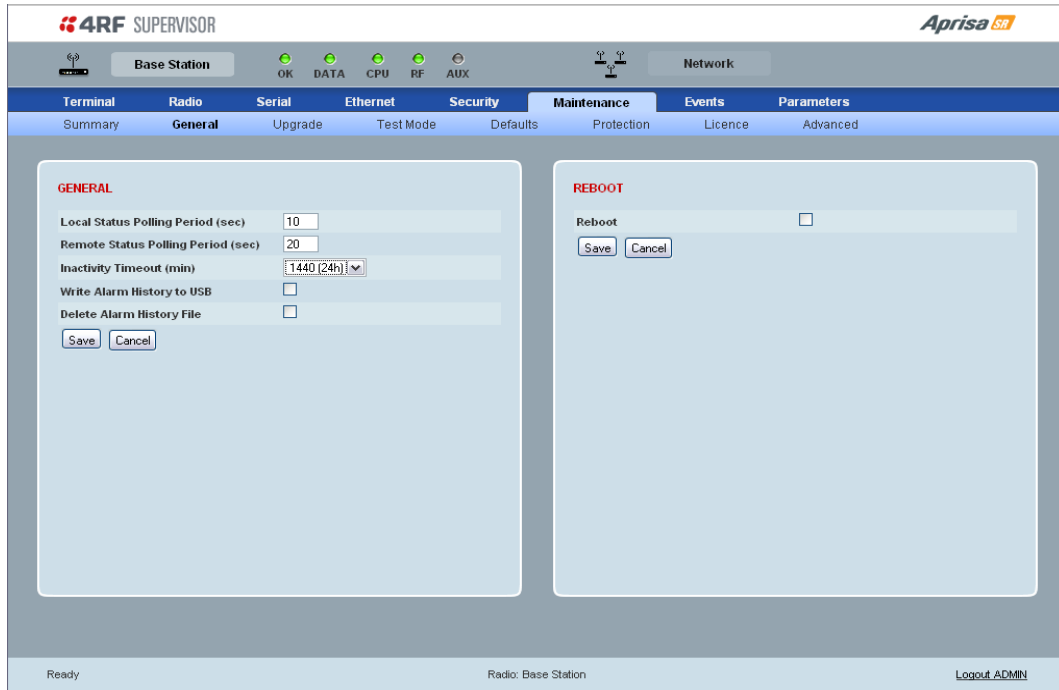 4RF SUPERVISOR
Aprisa SR
Base Station
OK DATA CPU RF AUX
Network
Terminal Radio Serial Ethernet Security Maintenance Events Parameters
Summary General Upgrade Test Mode Defaults Protection Licence Advanced
GENERAL
Local Status Polling Period (sec) 10
Remote Status Polling Period (sec) 20
Inactivity Timeout (min) 1440 (24h)
Write Alarm History to USB
Delete Alarm History File
Save Cancel
REBOOT
Reboot
Save Cancel
Ready Radio: Base Station Logout ADMIN